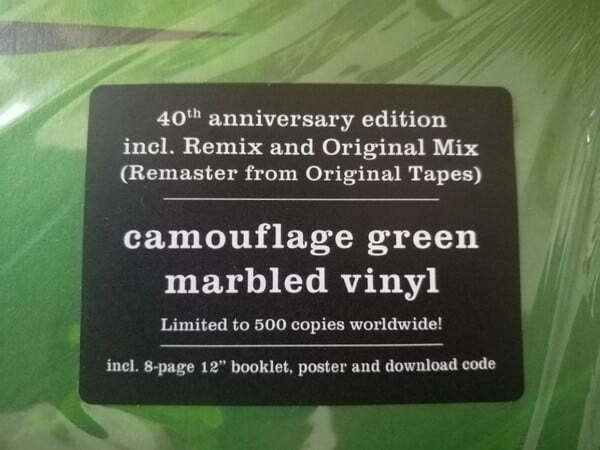 40th anniversary edition
incl. Remix and Original Mix
(Remaster from Original Tapes)
camouflage green
marbled vinyl
Limited to 500 copies worldwide!
incl. 8-page 12” booklet, poster and download code